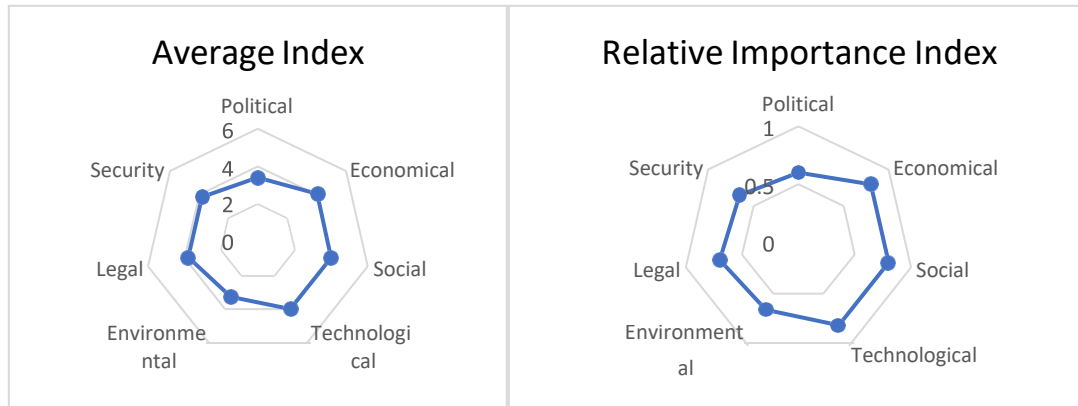 Average Index
Political
6
Security
Economical
4
2
0
Legal
Social
Environme
ntal
Technologi
cal
Relative Importance Index
Political
1
Security
Economical
0.5
0
Legal
Social
Environment
al
Technological